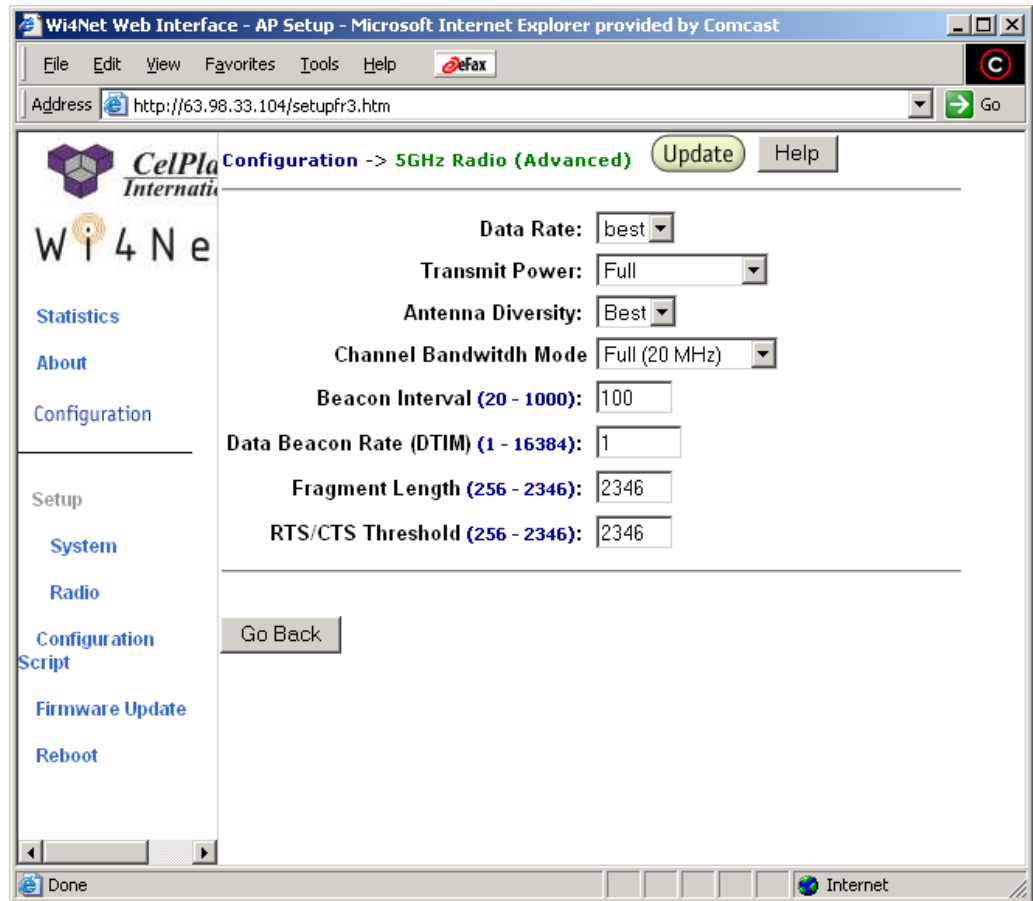 Wi4Net Web Interface - AP Setup - Microsoft Internet Explorer provided by Comcast
File Edit View Favorites Tools Help eFax
Address http://63.98.33.104/setupfr3.htm Go
CelPla
Internati
Wi4Ne
Statistics
About
Configuration
Setup
System
Radio
Configuration
Script
Firmware Update
Reboot
Configuration -> 5GHz Radio (Advanced) Update Help
Data Rate: best
Transmit Power: Full
Antenna Diversity: Best
Channel Bandwitdh Mode Full (20 MHz)
Beacon Interval (20 - 1000): 100
Data Beacon Rate (DTIM) (1 - 16384): 1
Fragment Length (256 - 2346): 2346
RTS/CTS Threshold (256 - 2346): 2346
Go Back
Done Internet